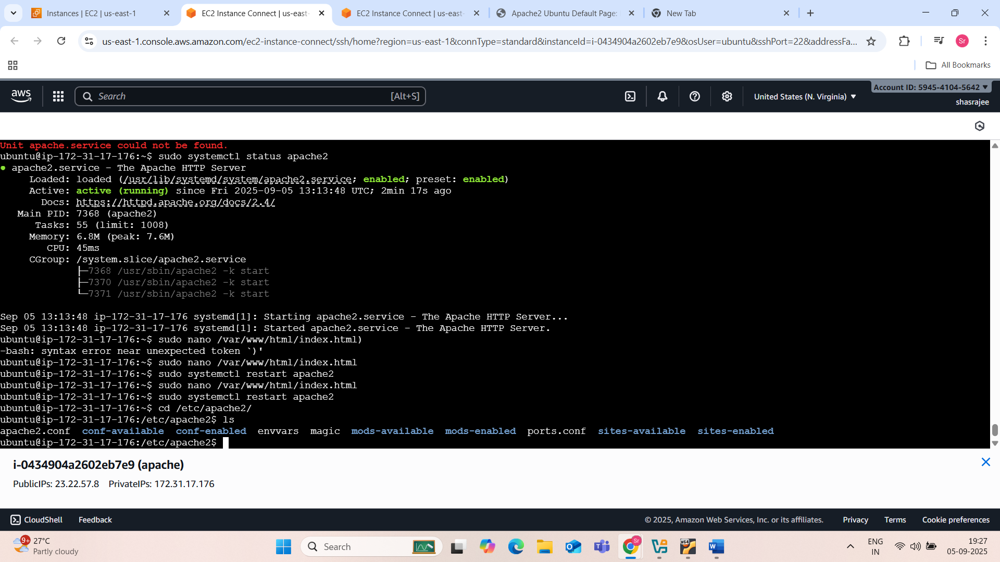 Instances | EC2 | us-east-1
EC2 Instance Connect | us-east-
EC2 Instance Connect | us-east-
Apache2 Ubuntu Default Page:
New Tab
us-east-1.console.aws.amazon.com/ec2-instance-connect/ssh/home?region=us-east-1&connType=standard&instanceId=i-0434904a2602eb7e9&osUser=ubuntu&sshPort=22&addressFa...
Sr
All Bookmarks
aws
Search
[Alt+S]
United States (N. Virginia) ▼
Account ID: 5945-4104-5642 ▼
shasrajee
Unit apache.service could not be found.
ubuntu@ip-172-31-17-176:~$ sudo systemctl status apache2
● apache2.service - The Apache HTTP Server
Loaded: loaded (/usr/lib/systemd/system/apache2.service; enabled; preset: enabled)
Active: active (running) since Fri 2025-09-05 13:13:48 UTC; 2min 17s ago
Docs: https://httpd.apache.org/docs/2.4/
Main PID: 7368 (apache2)
Tasks: 55 (limit: 1008)
Memory: 6.8M (peak: 7.6M)
CPU: 45ms
CGroup: /system.slice/apache2.service
├─7368 /usr/sbin/apache2 -k start
├─7370 /usr/sbin/apache2 -k start
└─7371 /usr/sbin/apache2 -k start
Sep 05 13:13:48 ip-172-31-17-176 systemd[1]: Starting apache2.service - The Apache HTTP Server...
Sep 05 13:13:48 ip-172-31-17-176 systemd[1]: Started apache2.service - The Apache HTTP Server.
ubuntu@ip-172-31-17-176:~$ sudo nano /var/www/html/index.html)
-bash: syntax error near unexpected token `)'
ubuntu@ip-172-31-17-176:~$ sudo nano /var/www/html/index.html
ubuntu@ip-172-31-17-176:~$ sudo systemctl restart apache2
ubuntu@ip-172-31-17-176:~$ sudo nano /var/www/html/index.html
ubuntu@ip-172-31-17-176:~$ sudo systemctl restart apache2
ubuntu@ip-172-31-17-176:~$ cd /etc/apache2/
ubuntu@ip-172-31-17-176:/etc/apache2$ ls
apache2.conf conf-available conf-enabled envvars magic mods-available mods-enabled ports.conf sites-available sites-enabled
ubuntu@ip-172-31-17-176:/etc/apache2$
i-0434904a2602eb7e9 (apache)
PublicIPs: 23.22.57.8 PrivateIPs: 172.31.17.176
CloudShell Feedback
© 2025, Amazon Web Services, Inc. or its affiliates. Privacy Terms Cookie preferences
9+
27°C
Partly cloudy
Search
Sr
X64
ENG
IN
19:27
05-09-2025